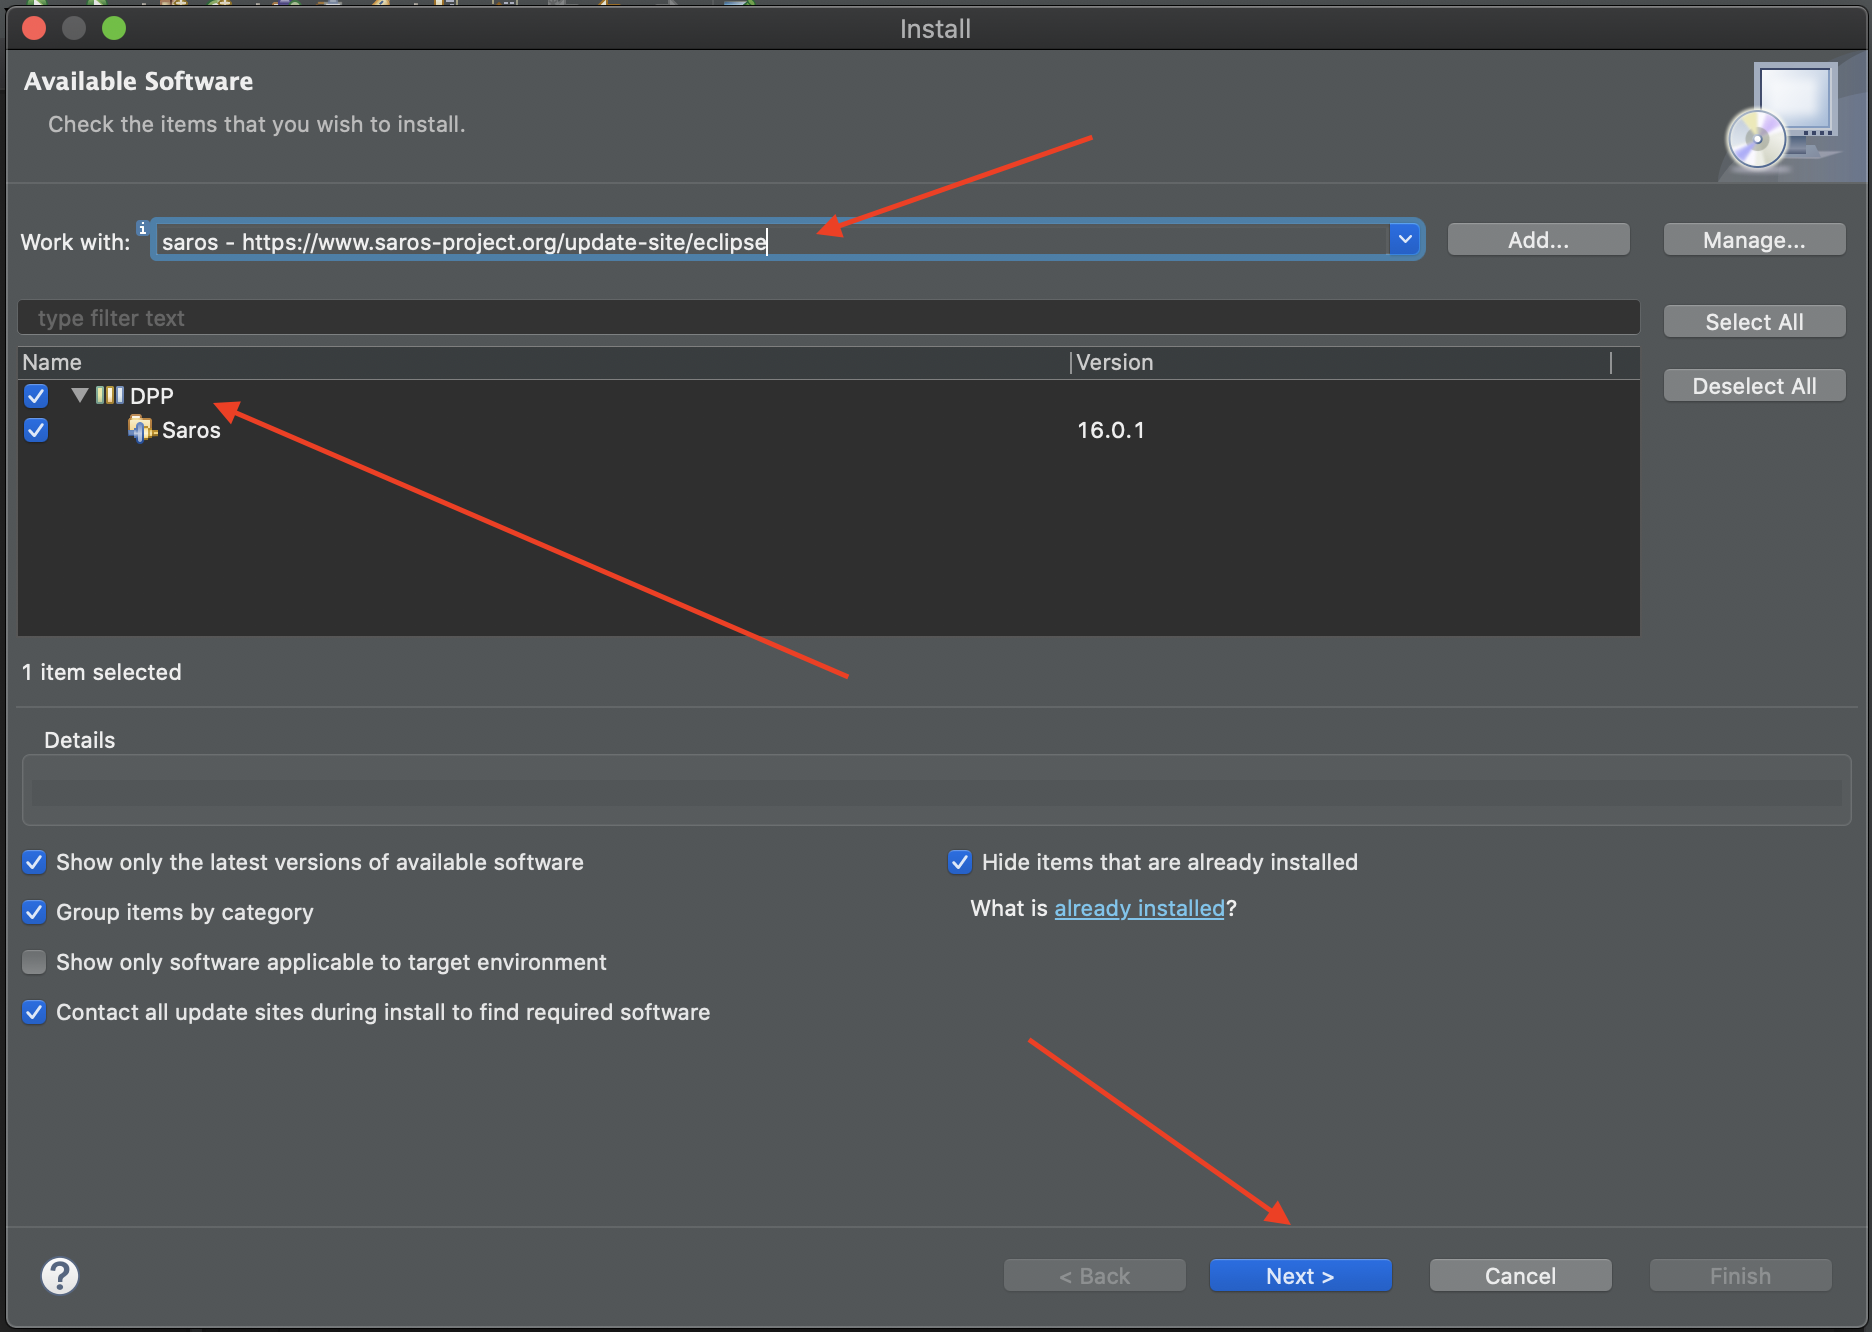 Install
Available Software
Check the items that you wish to install.
Work with: saros - https://www.saros-project.org/update-site/eclipse Add... Manage...
type filter text
Select All
Name Version
Deselect All
DPP
Saros 16.0.1
1 item selected
Details
Show only the latest versions of available software Hide items that are already installed
Group items by category What is already installed?
Show only software applicable to target environment
Contact all update sites during install to find required software
? < Back Next > Cancel Finish